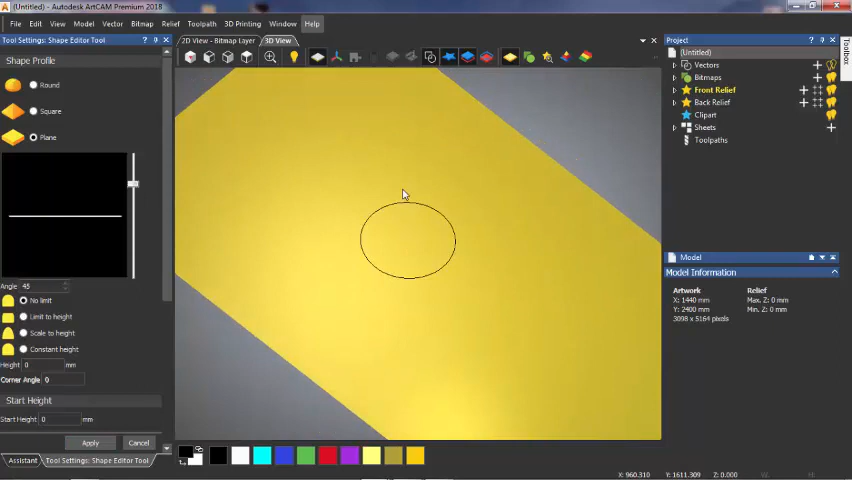 (Untitled) - Autodesk ArtCAM Premium 2018
File Edit View Model Vector Bitmap Relief Toolpath 3D Printing Window Help
Tool Settings: Shape Editor Tool
2D View - Bitmap Layer 3D View
Project
Toolbox
Shape Profile
Round
Square
Plane
(Untitled)
Vectors
Bitmaps
Front Relief
Back Relief
Clipart
Sheets
Toolpaths
Model
Model Information
Artwork Relief
X: 1440 mm Max. Z: 0 mm
Y: 2400 mm Min. Z: 0 mm
3098 x 5164 pixels
Angle 45
No limit
Limit to height
Scale to height
Constant height
Height 0 mm
Corner Angle 0
Start Height
Start Height 0 mm
Apply Cancel
Assistant Tool Settings: Shape Editor Tool
X: 960.310 Y: 1611.309 Z: 0.000 W: H: